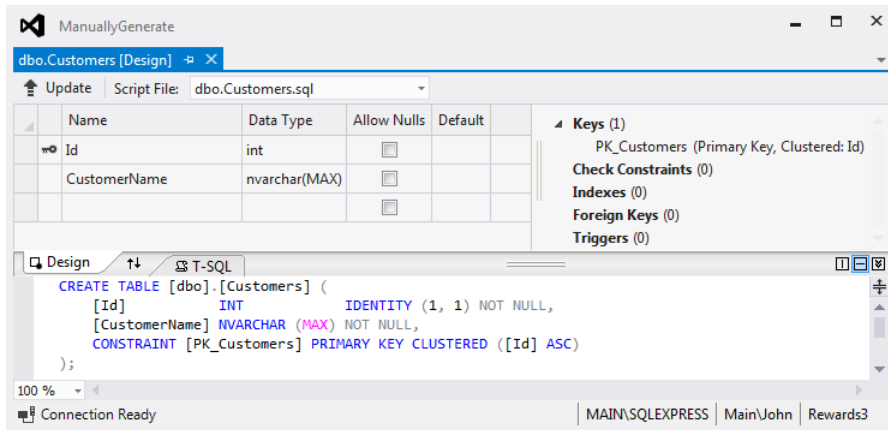 ManuallyGenerate
dbo.Customers [Design]
Update Script File: dbo.Customers.sql
Name Data Type Allow Nulls Default
Id int
CustomerName nvarchar(MAX)
Keys (1)
PK_Customers (Primary Key, Clustered: Id)
Check Constraints (0)
Indexes (0)
Foreign Keys (0)
Triggers (0)
Design T-SQL
CREATE TABLE [dbo].[Customers] (
[Id] INT IDENTITY (1, 1) NOT NULL,
[CustomerName] NVARCHAR (MAX) NOT NULL,
CONSTRAINT [PK_Customers] PRIMARY KEY CLUSTERED ([Id] ASC)
);
100 %
Connection Ready MAIN\SQLEXPRESS Main\John Rewards3